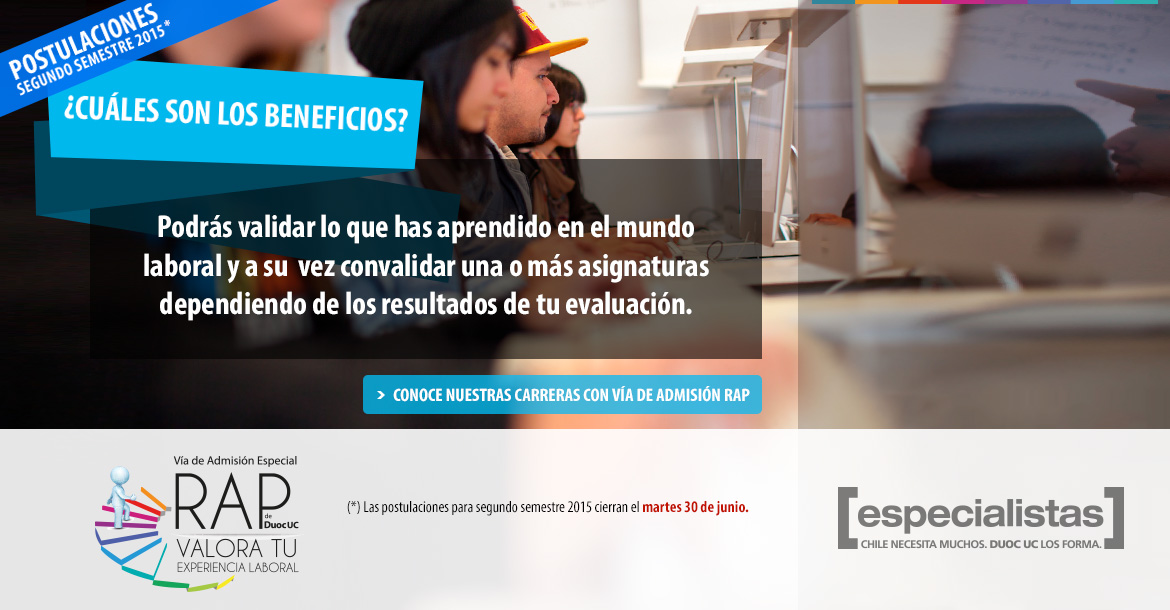 POSTULACIONES
SEGUNDO SEMESTRE 2015*
¿CUÁLES SON LOS BENEFICIOS?
Podrás validar lo que has aprendido en el mundo
laboral y a su vez convalidar una o más asignaturas
dependiendo de los resultados de tu evaluación.
> CONOCE NUESTRAS CARRERAS CON VÍA DE ADMISIÓN RAP
Vía de Admisión Especial
RAP
de
Duoc UC
VALORA TU
EXPERIENCIA LABORAL
(*) Las postulaciones para segundo semestre 2015 cierran el martes 30 de junio.
[especialistas]
CHILE NECESITA MUCHOS. DUOC UC LOS FORMA.